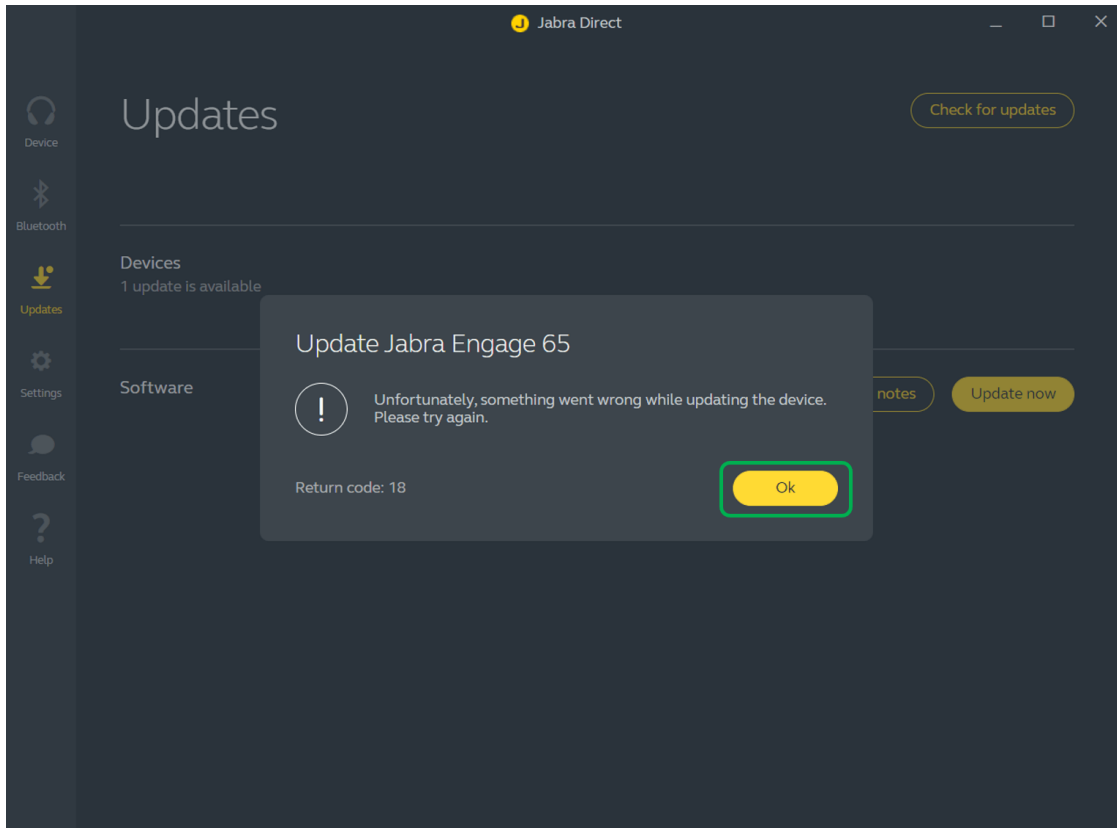 Jabra Direct
Device
Bluetooth
Updates
Settings
Feedback
Help
Updates
Check for updates
Devices
1 update is available
Software
notes
Update now
Update Jabra Engage 65
!
Unfortunately, something went wrong while updating the device.
Please try again.
Return code: 18
Ok